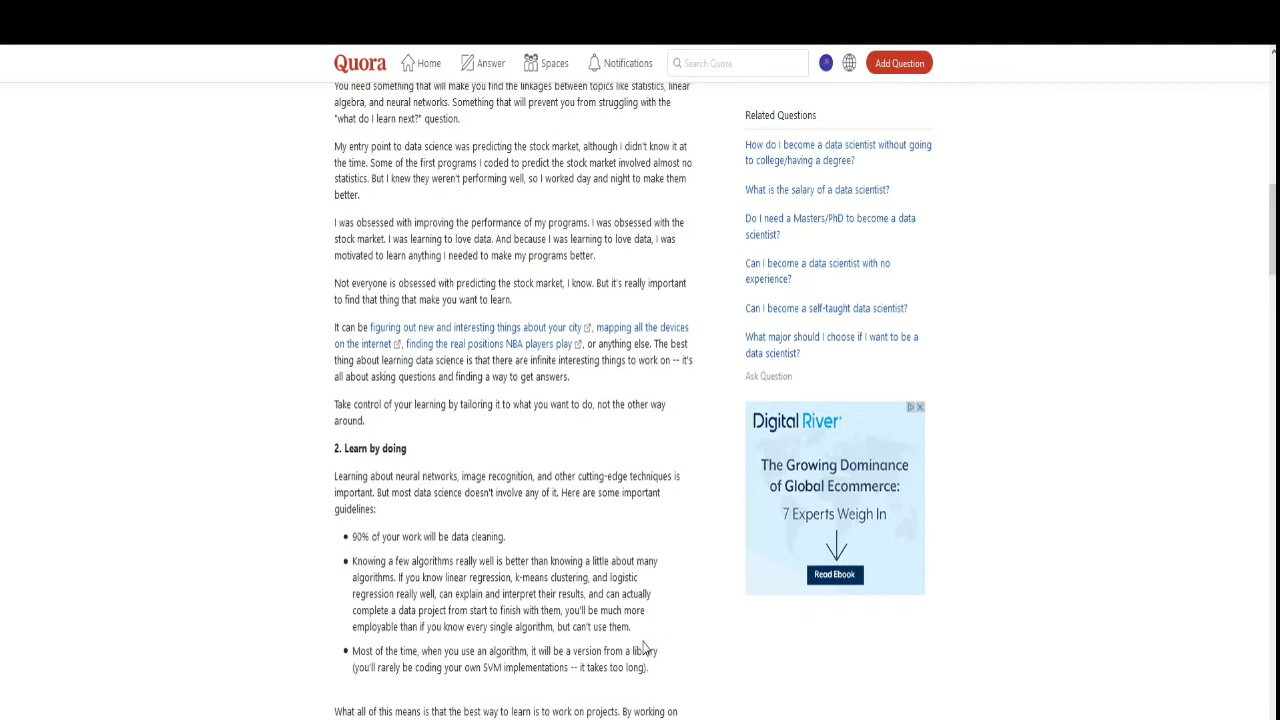 Quora Home Answer Spaces Notifications Search Quora Add Question
You need something that will make you find the linkages between topics like statistics, linear
algebra, and neural networks. Something that will prevent you from struggling with the
"what do I learn next?" question.
My entry point to data science was predicting the stock market, although I didn't know it at
the time. Some of the first programs I coded to predict the stock market involved almost no
statistics. But I knew they weren't performing well, so I worked day and night to make them
better.
I was obsessed with improving the performance of my programs. I was obsessed with the
stock market. I was learning to love data. And because I was learning to love data, I was
motivated to learn anything I needed to make my programs better.
Not everyone is obsessed with predicting the stock market, I know. But it's really important
to find that thing that make you want to learn.
It can be figuring out new and interesting things about your city, mapping all the devices
on the internet, finding the real positions NBA players play, or anything else. The best
thing about learning data science is that there are infinite interesting things to work on -- it's
all about asking questions and finding a way to get answers.
Take control of your learning by tailoring it to what you want to do, not the other way
around.
2. Learn by doing
Learning about neural networks, image recognition, and other cutting-edge techniques is
important. But most data science doesn't involve any of it. Here are some important
guidelines:
• 90% of your work will be data cleaning.
• Knowing a few algorithms really well is better than knowing a little about many
algorithms. If you know linear regression, k-means clustering, and logistic
regression really well, can explain and interpret their results, and can actually
complete a data project from start to finish with them, you'll be much more
employable than if you know every single algorithm, but can't use them.
• Most of the time, when you use an algorithm, it will be a version from a library
(you'll rarely be coding your own SVM implementations -- it takes too long).
What all of this means is that the best way to learn is to work on projects. By working on
Related Questions
How do I become a data scientist without going
to college/having a degree?
What is the salary of a data scientist?
Do I need a Masters/PhD to become a data
scientist?
Can I become a data scientist with no
experience?
Can I become a self-taught data scientist?
What major should I choose if I want to be a
data scientist?
Ask Question
Digital River
The Growing Dominance
of Global Ecommerce:
7 Experts Weigh In
Read Ebook